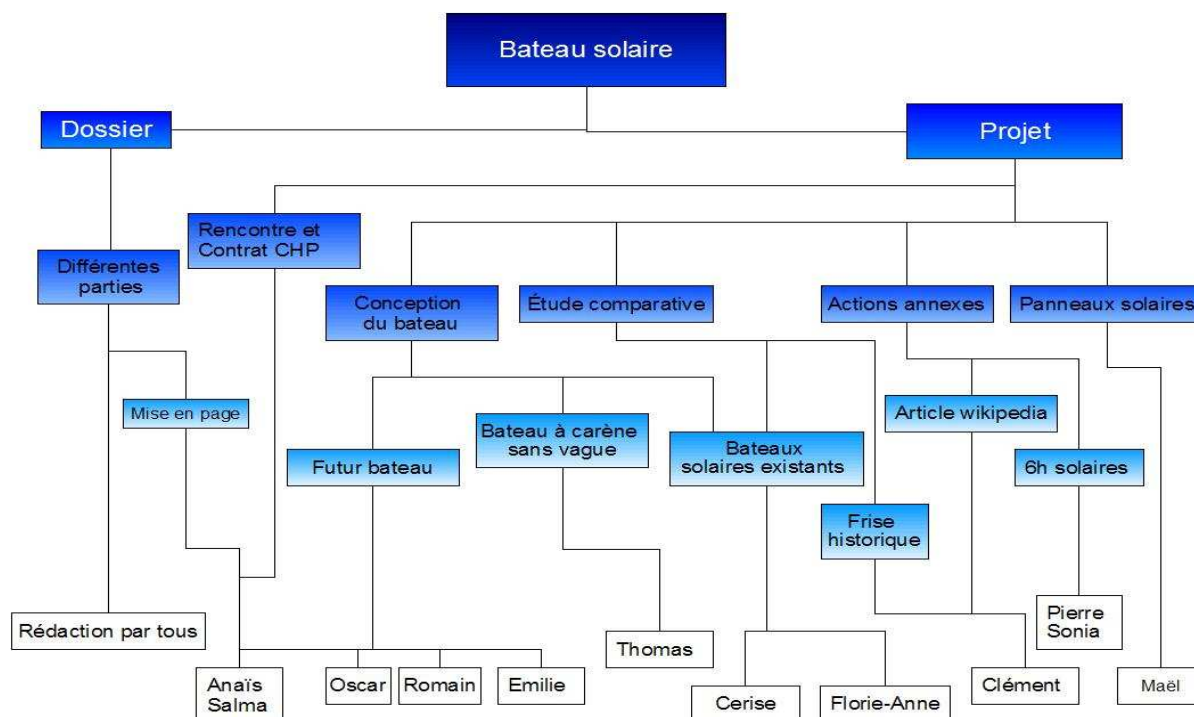 Bateau solaire
Dossier
Projet
Rencontre et
Contrat CHP
Différentes
parties
Conception
du bateau
Étude comparative
Actions annexes
Panneaux solaires
Mise en page
Article wikipedia
Bateau à carène
sans vague
Futur bateau
Bateaux
solaires existants
6h solaires
Frise
historique
Rédaction par tous
Pierre
Sonia
Thomas
Anaïs
Salma
Oscar
Romain
Emilie
Cerise
Florie-Anne
Clément
Maël